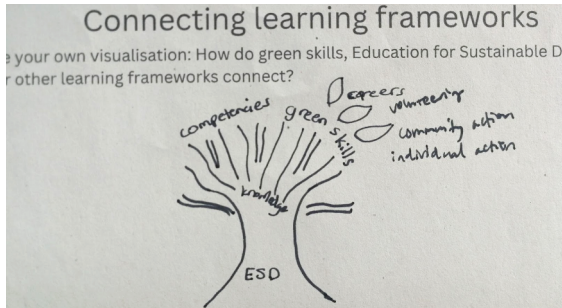 Connecting learning frameworks
e your own visualisation: How do green skills, Education for Sustainable D
r other learning frameworks connect?
careers
volunteering
community action
individual action
competencies
green skills
knowledge
ESD